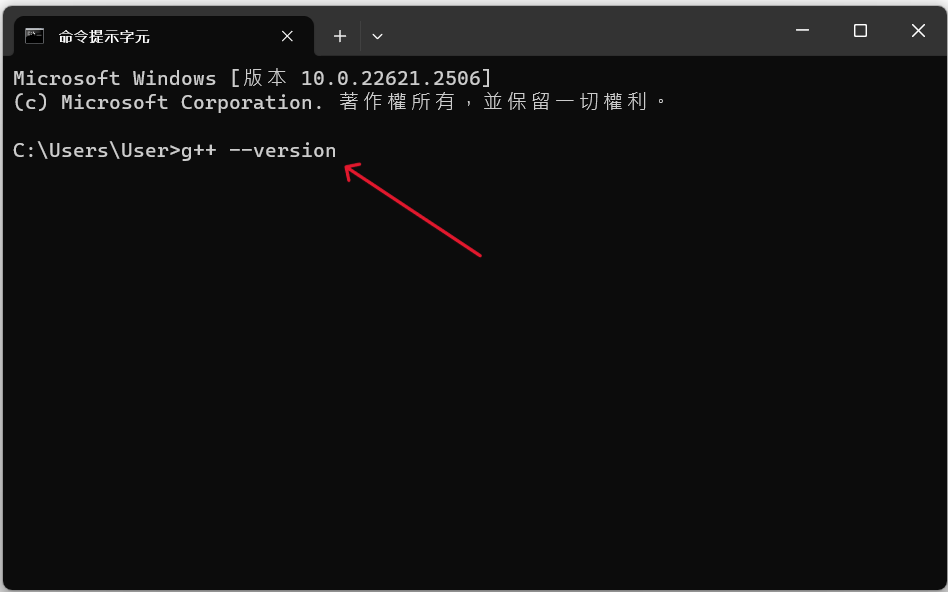 命令提示字元
Microsoft Windows [版本 10.0.22621.2506]
(c) Microsoft Corporation. 著作權所有，並保留一切權利。
C:\Users\User>g++ --version